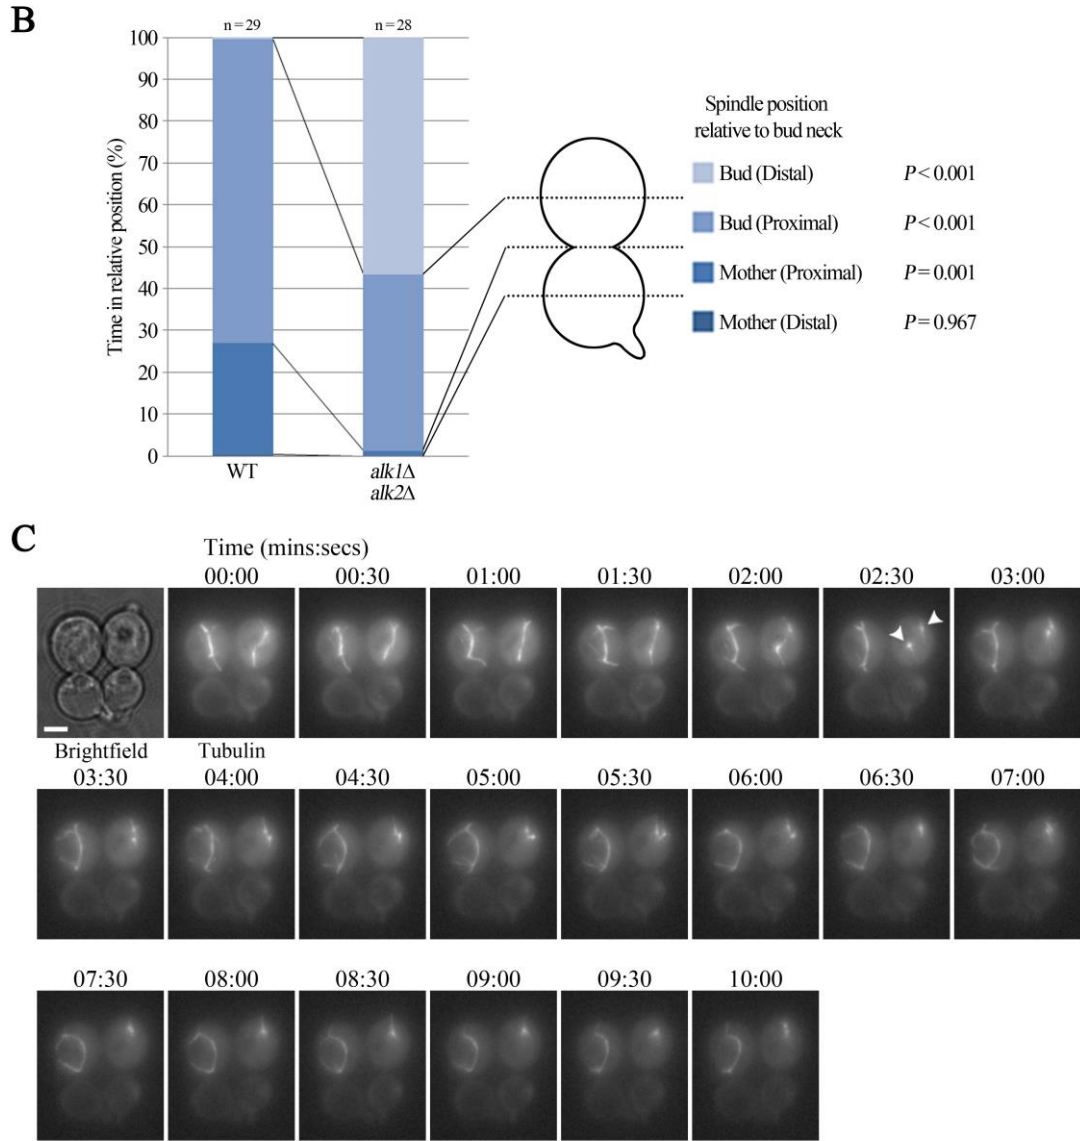 B
n = 29
n = 28
Time in relative position (%)
100
90
80
70
60
50
40
30
20
10
0
WT
alk1Δ
alk2Δ
Spindle position
relative to bud neck
Bud (Distal) P < 0.001
Bud (Proximal) P < 0.001
Mother (Proximal) P = 0.001
Mother (Distal) P = 0.967
C
Time (mins:secs)
00:00 00:30 01:00 01:30 02:00 02:30 03:00
Brightfield Tubulin
03:30 04:00 04:30 05:00 05:30 06:00 06:30 07:00
07:30 08:00 08:30 09:00 09:30 10:00